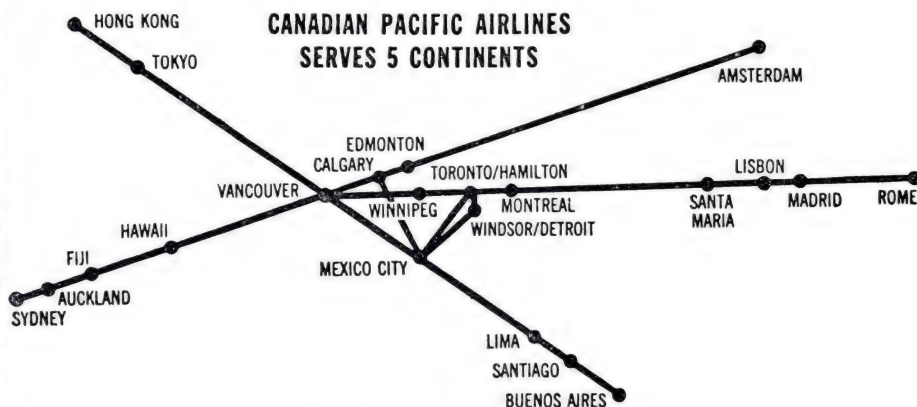 CANADIAN PACIFIC AIRLINES
SERVES 5 CONTINENTS
HONG KONG
TOKYO
AMSTERDAM
EDMONTON
CALGARY
TORONTO/HAMILTON
LISBON
VANCOUVER
WINNIPEG
MONTREAL
SANTA
MARIA
MADRID
ROME
WINDSOR/DETROIT
HAWAII
FIJI
MEXICO CITY
AUCKLAND
SYDNEY
LIMA
SANTIAGO
BUENOS AIRES